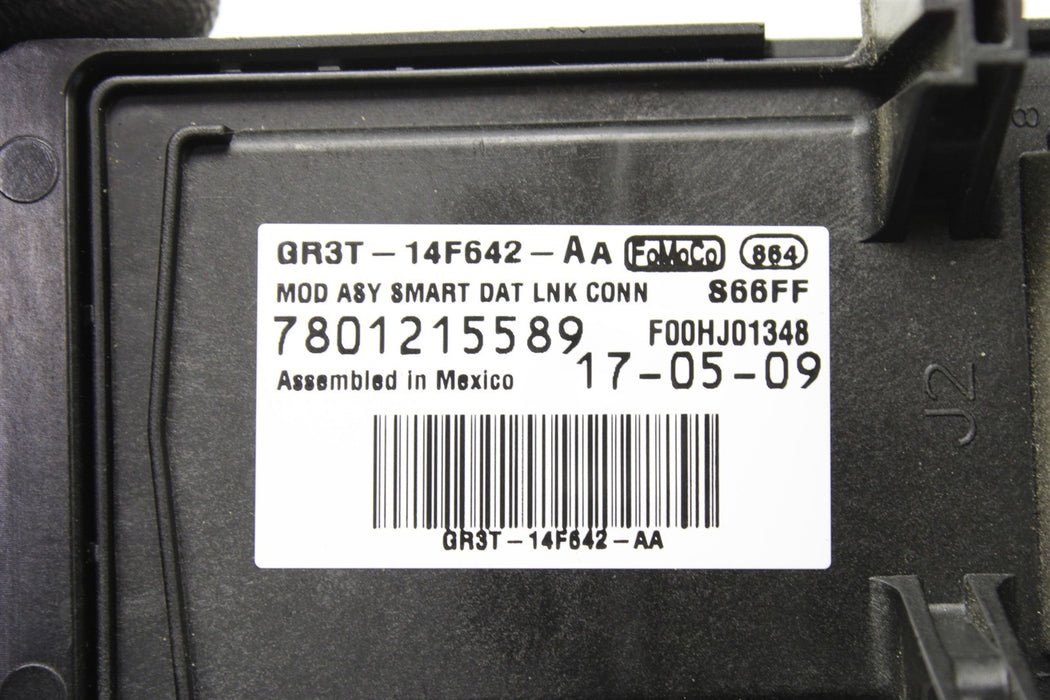 GR3T-14F642-AA FoMoCo 864
MOD ASY SMART DAT LNK CONN S66FF
7801215589 F00HJ01348
Assembled in Mexico 17-05-09
GR3T-14F642-AA
J2
8